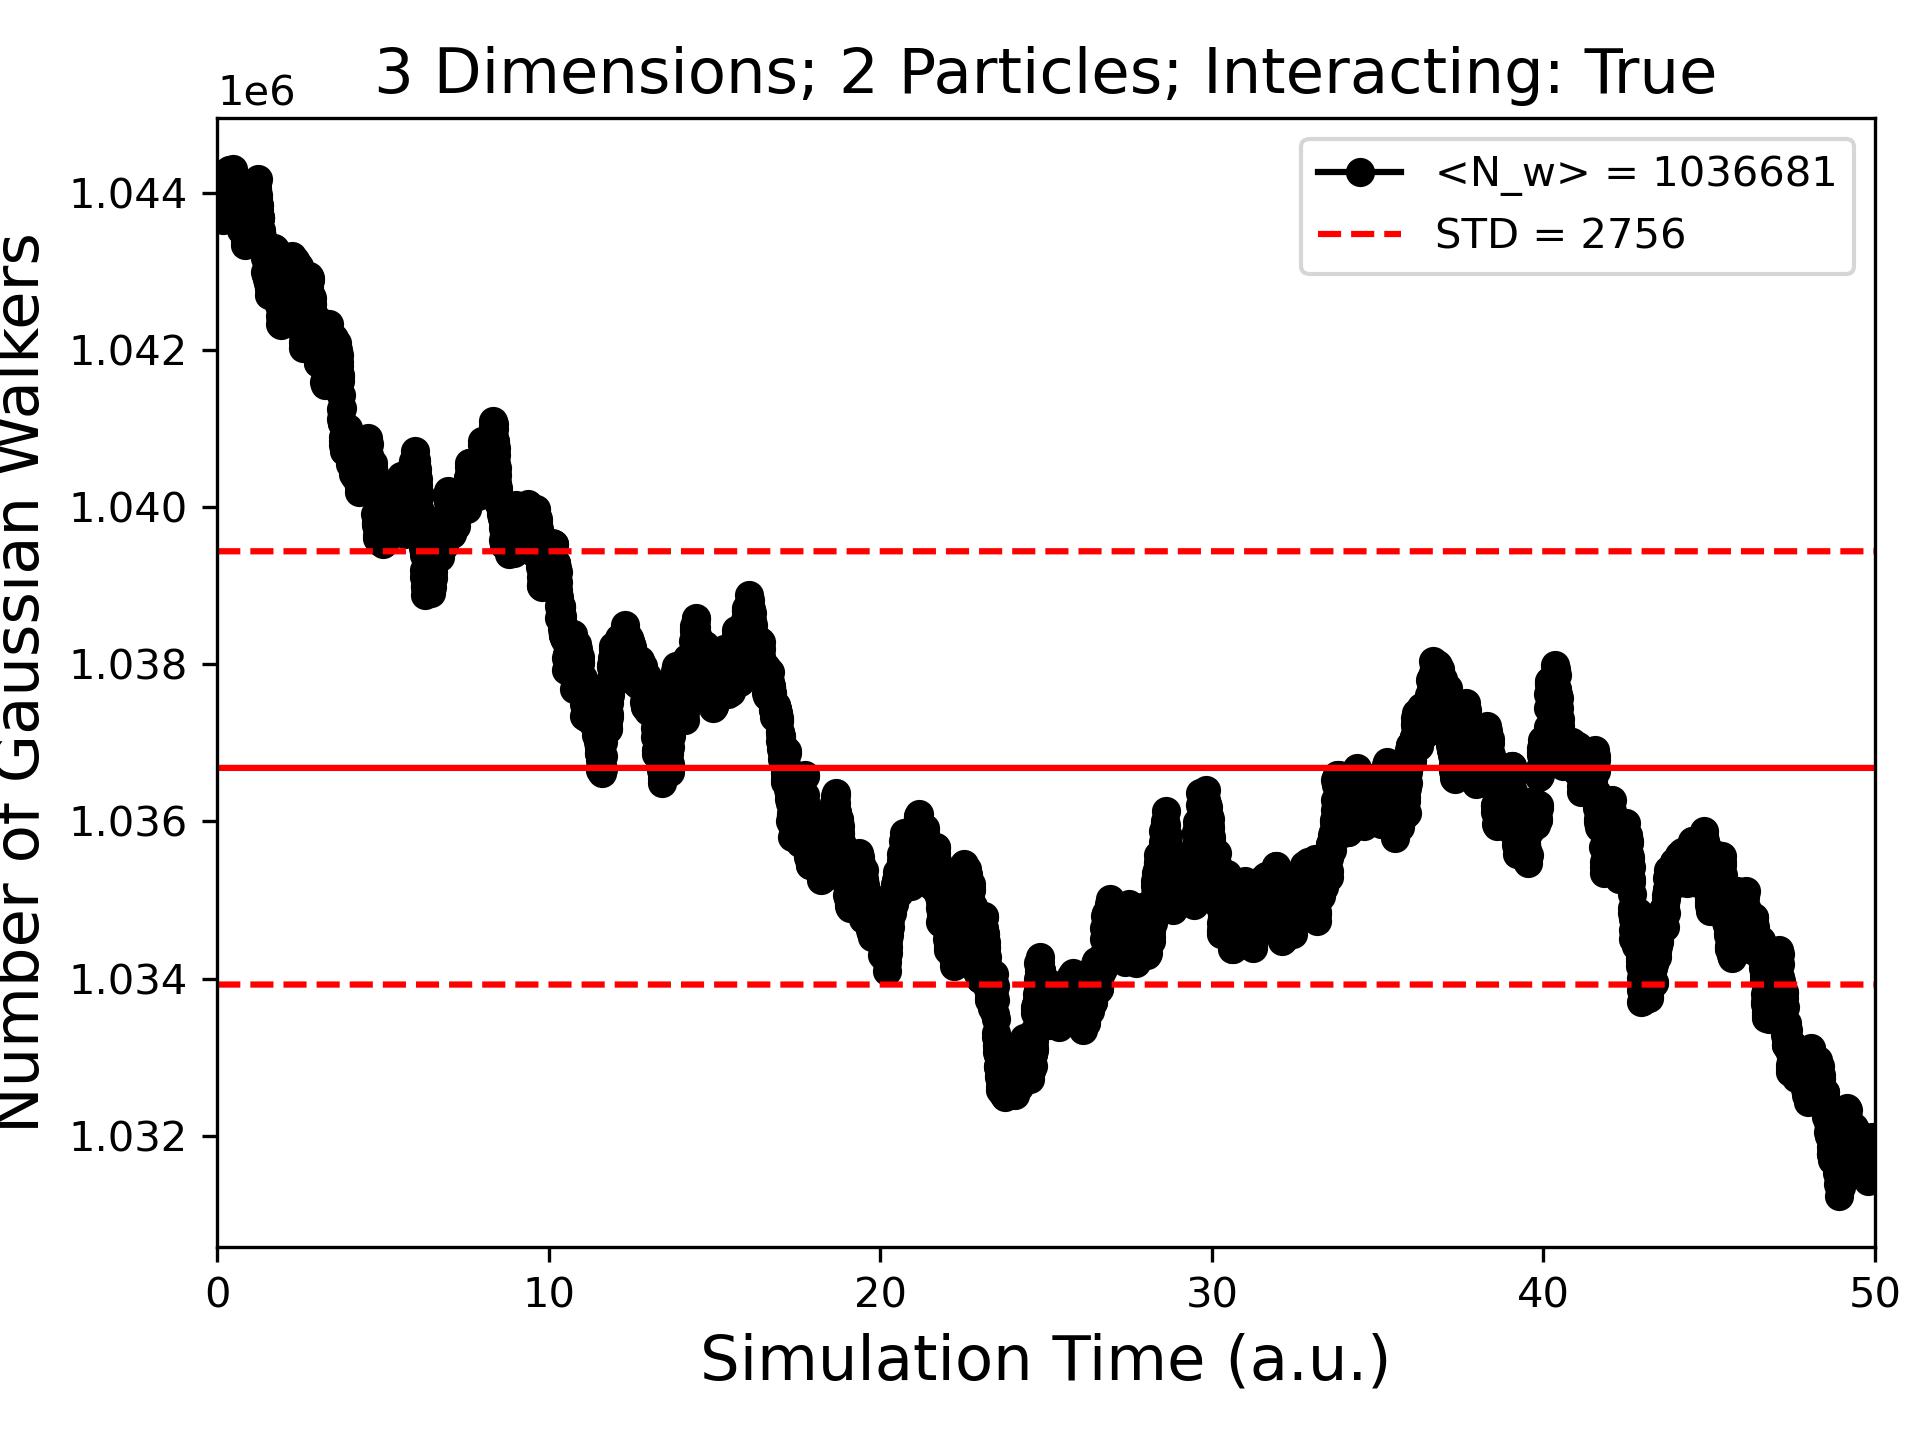 3 Dimensions; 2 Particles; Interacting: True
1e6
<N_w> = 1036681
STD = 2756
Number of Gaussian Walkers
1.044
1.042
1.040
1.038
1.036
1.034
1.032
0 10 20 30 40 50
Simulation Time (a.u.)